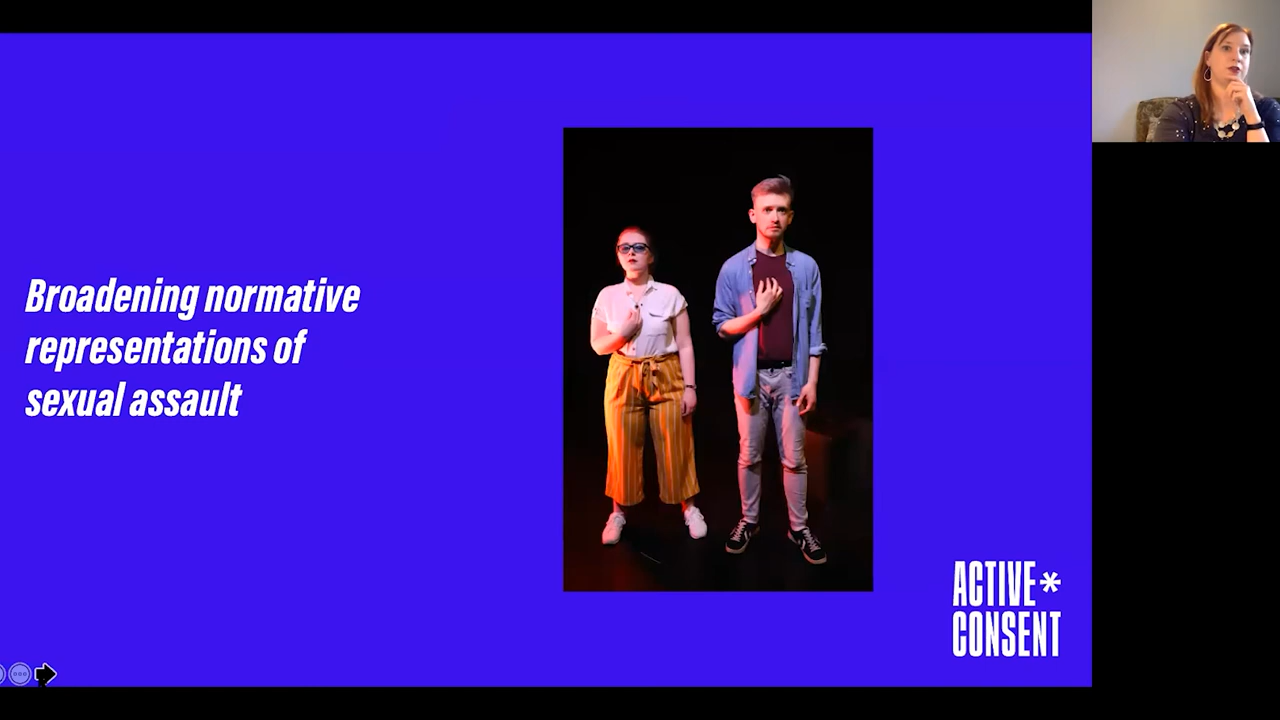 Broadening normative
representations of
sexual assault
ACTIVE*
CONSENT